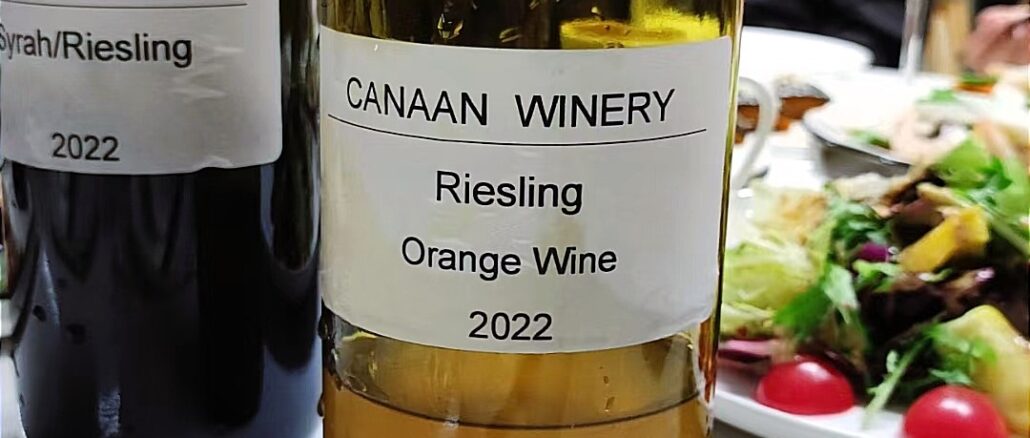 Syrah/Riesling
2022
CANAAN WINERY
Riesling
Orange Wine
2022